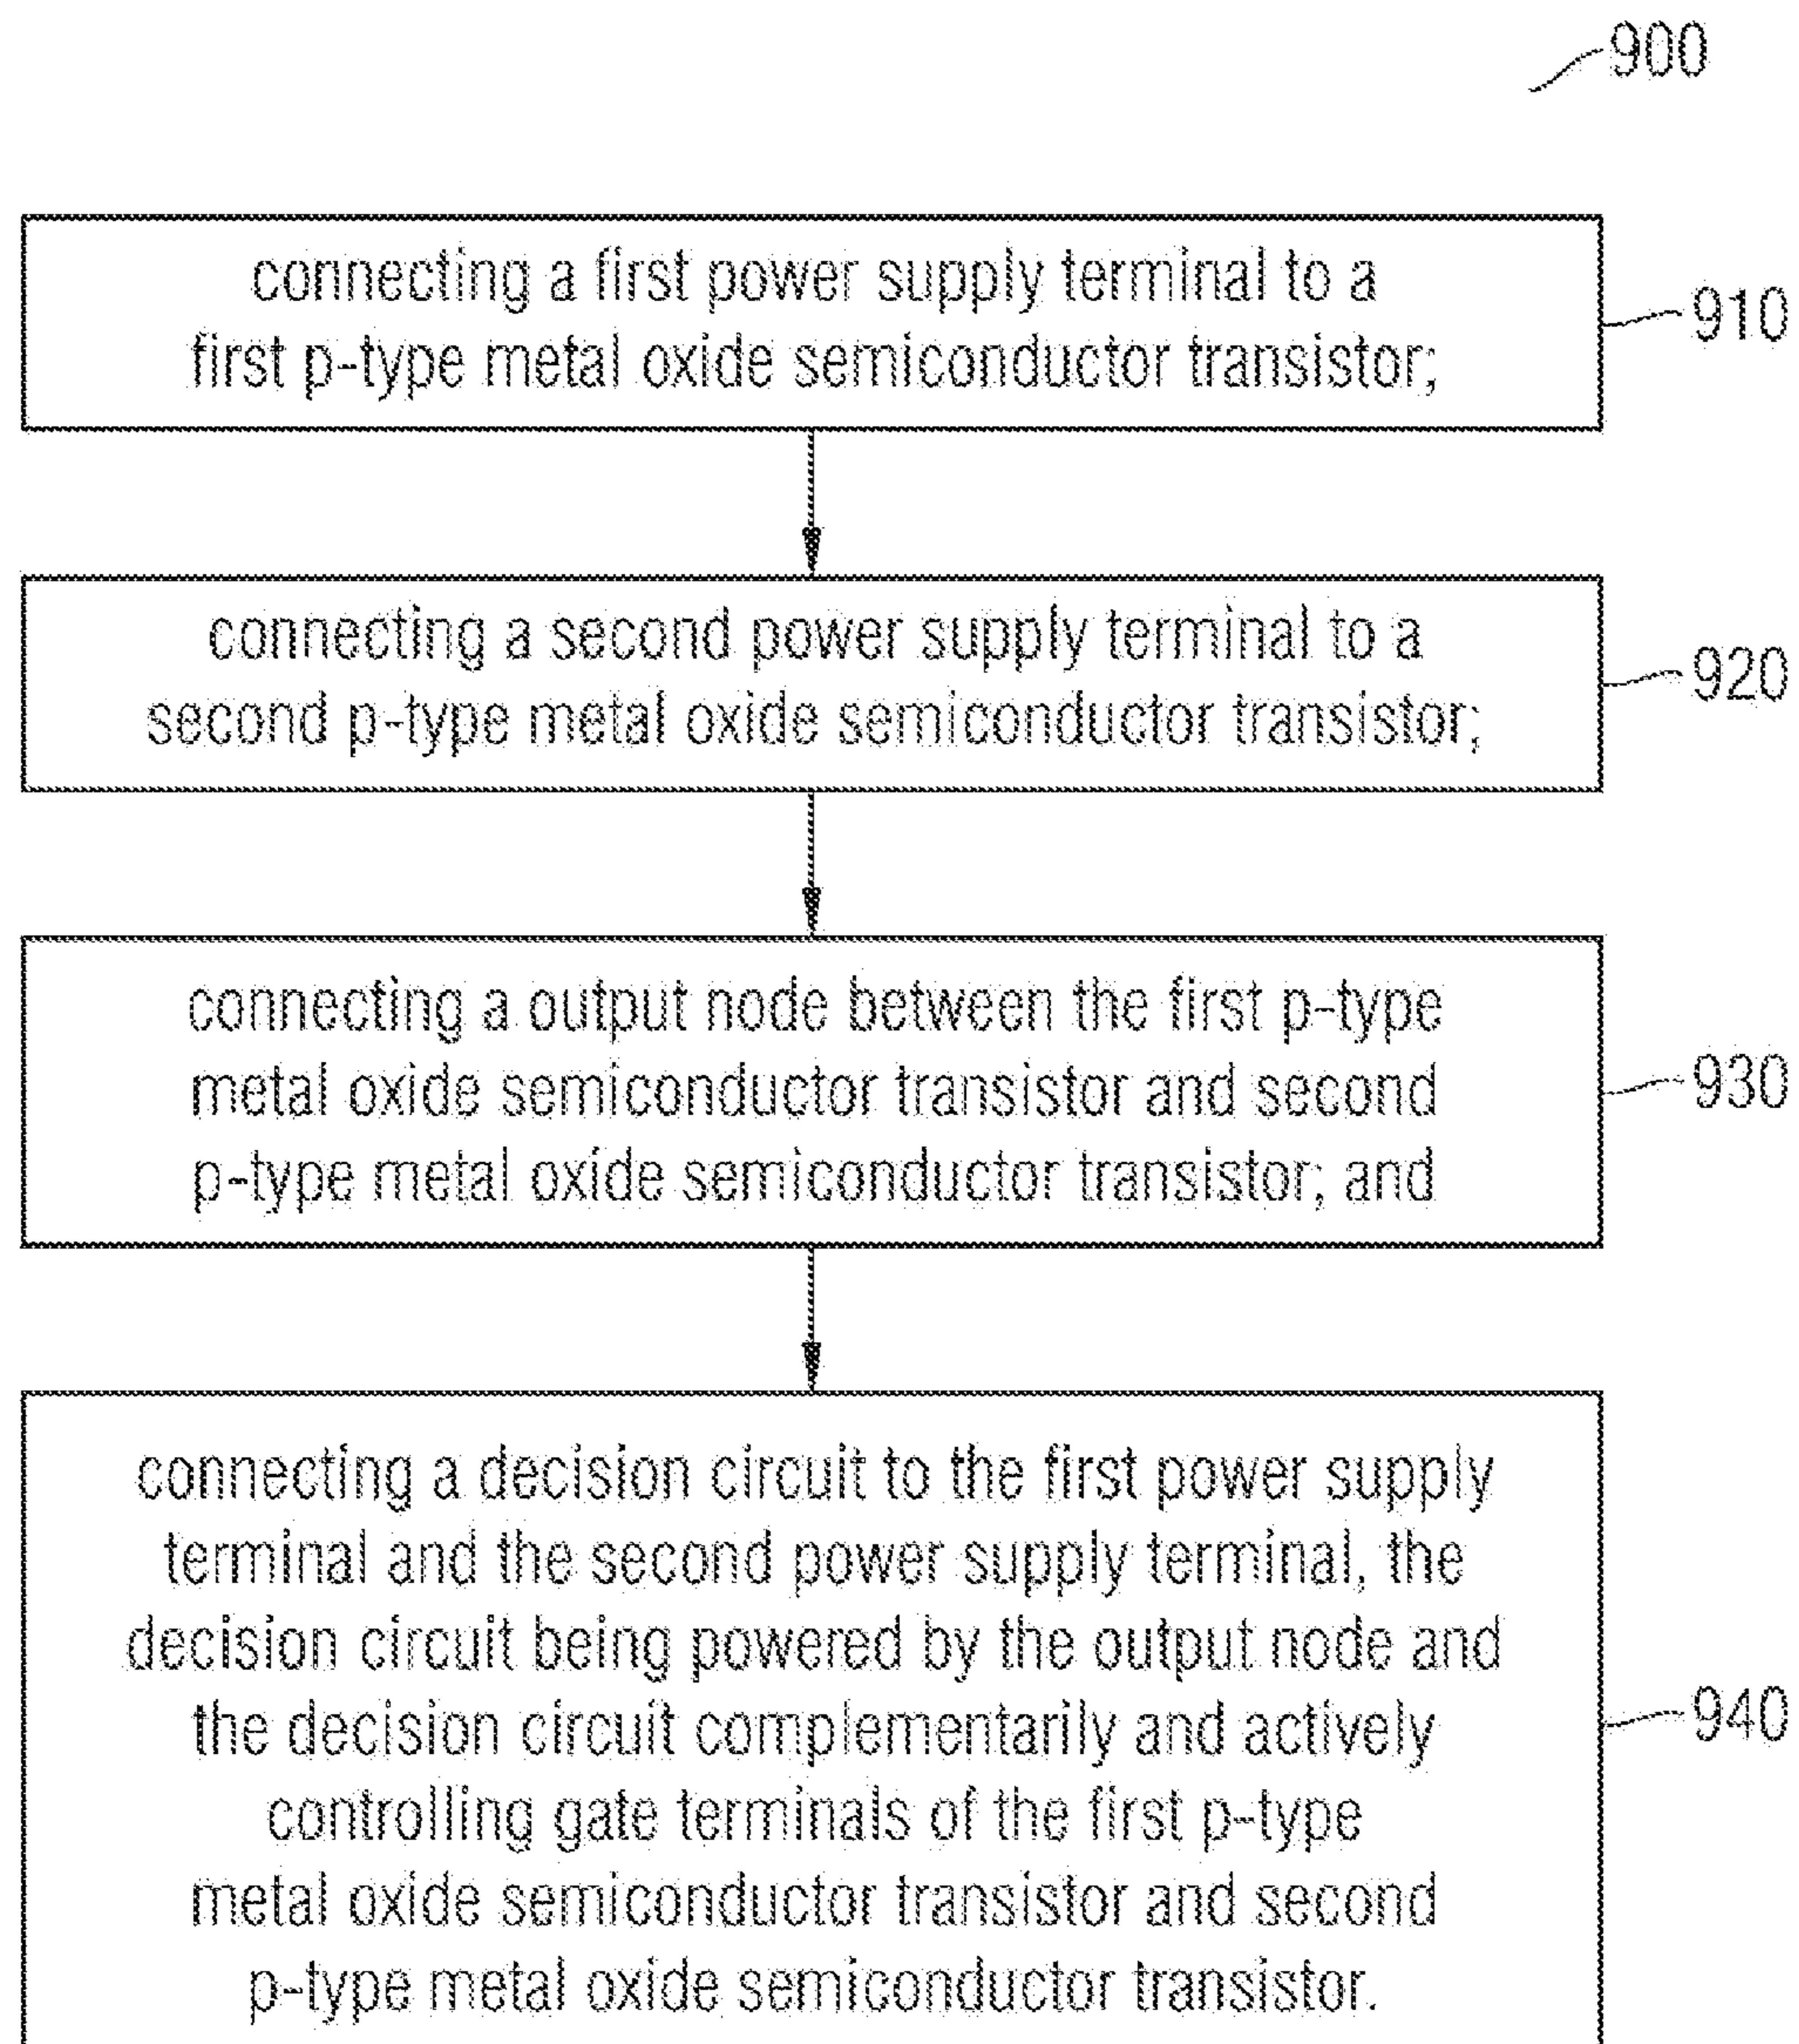 900
connecting a first power supply terminal to a
first p-type metal oxide semiconductor transistor;
910
connecting a second power supply terminal to a
second p-type metal oxide semiconductor transistor;
920
connecting a output node between the first p-type
metal oxide semiconductor transistor and second
p-type metal oxide semiconductor transistor; and
930
connecting a decision circuit to the first power supply
terminal and the second power supply terminal, the
decision circuit being powered by the output node and
the decision circuit complementarily and actively
controlling gate terminals of the first p-type
metal oxide semiconductor transistor and second
p-type metal oxide semiconductor transistor.
940